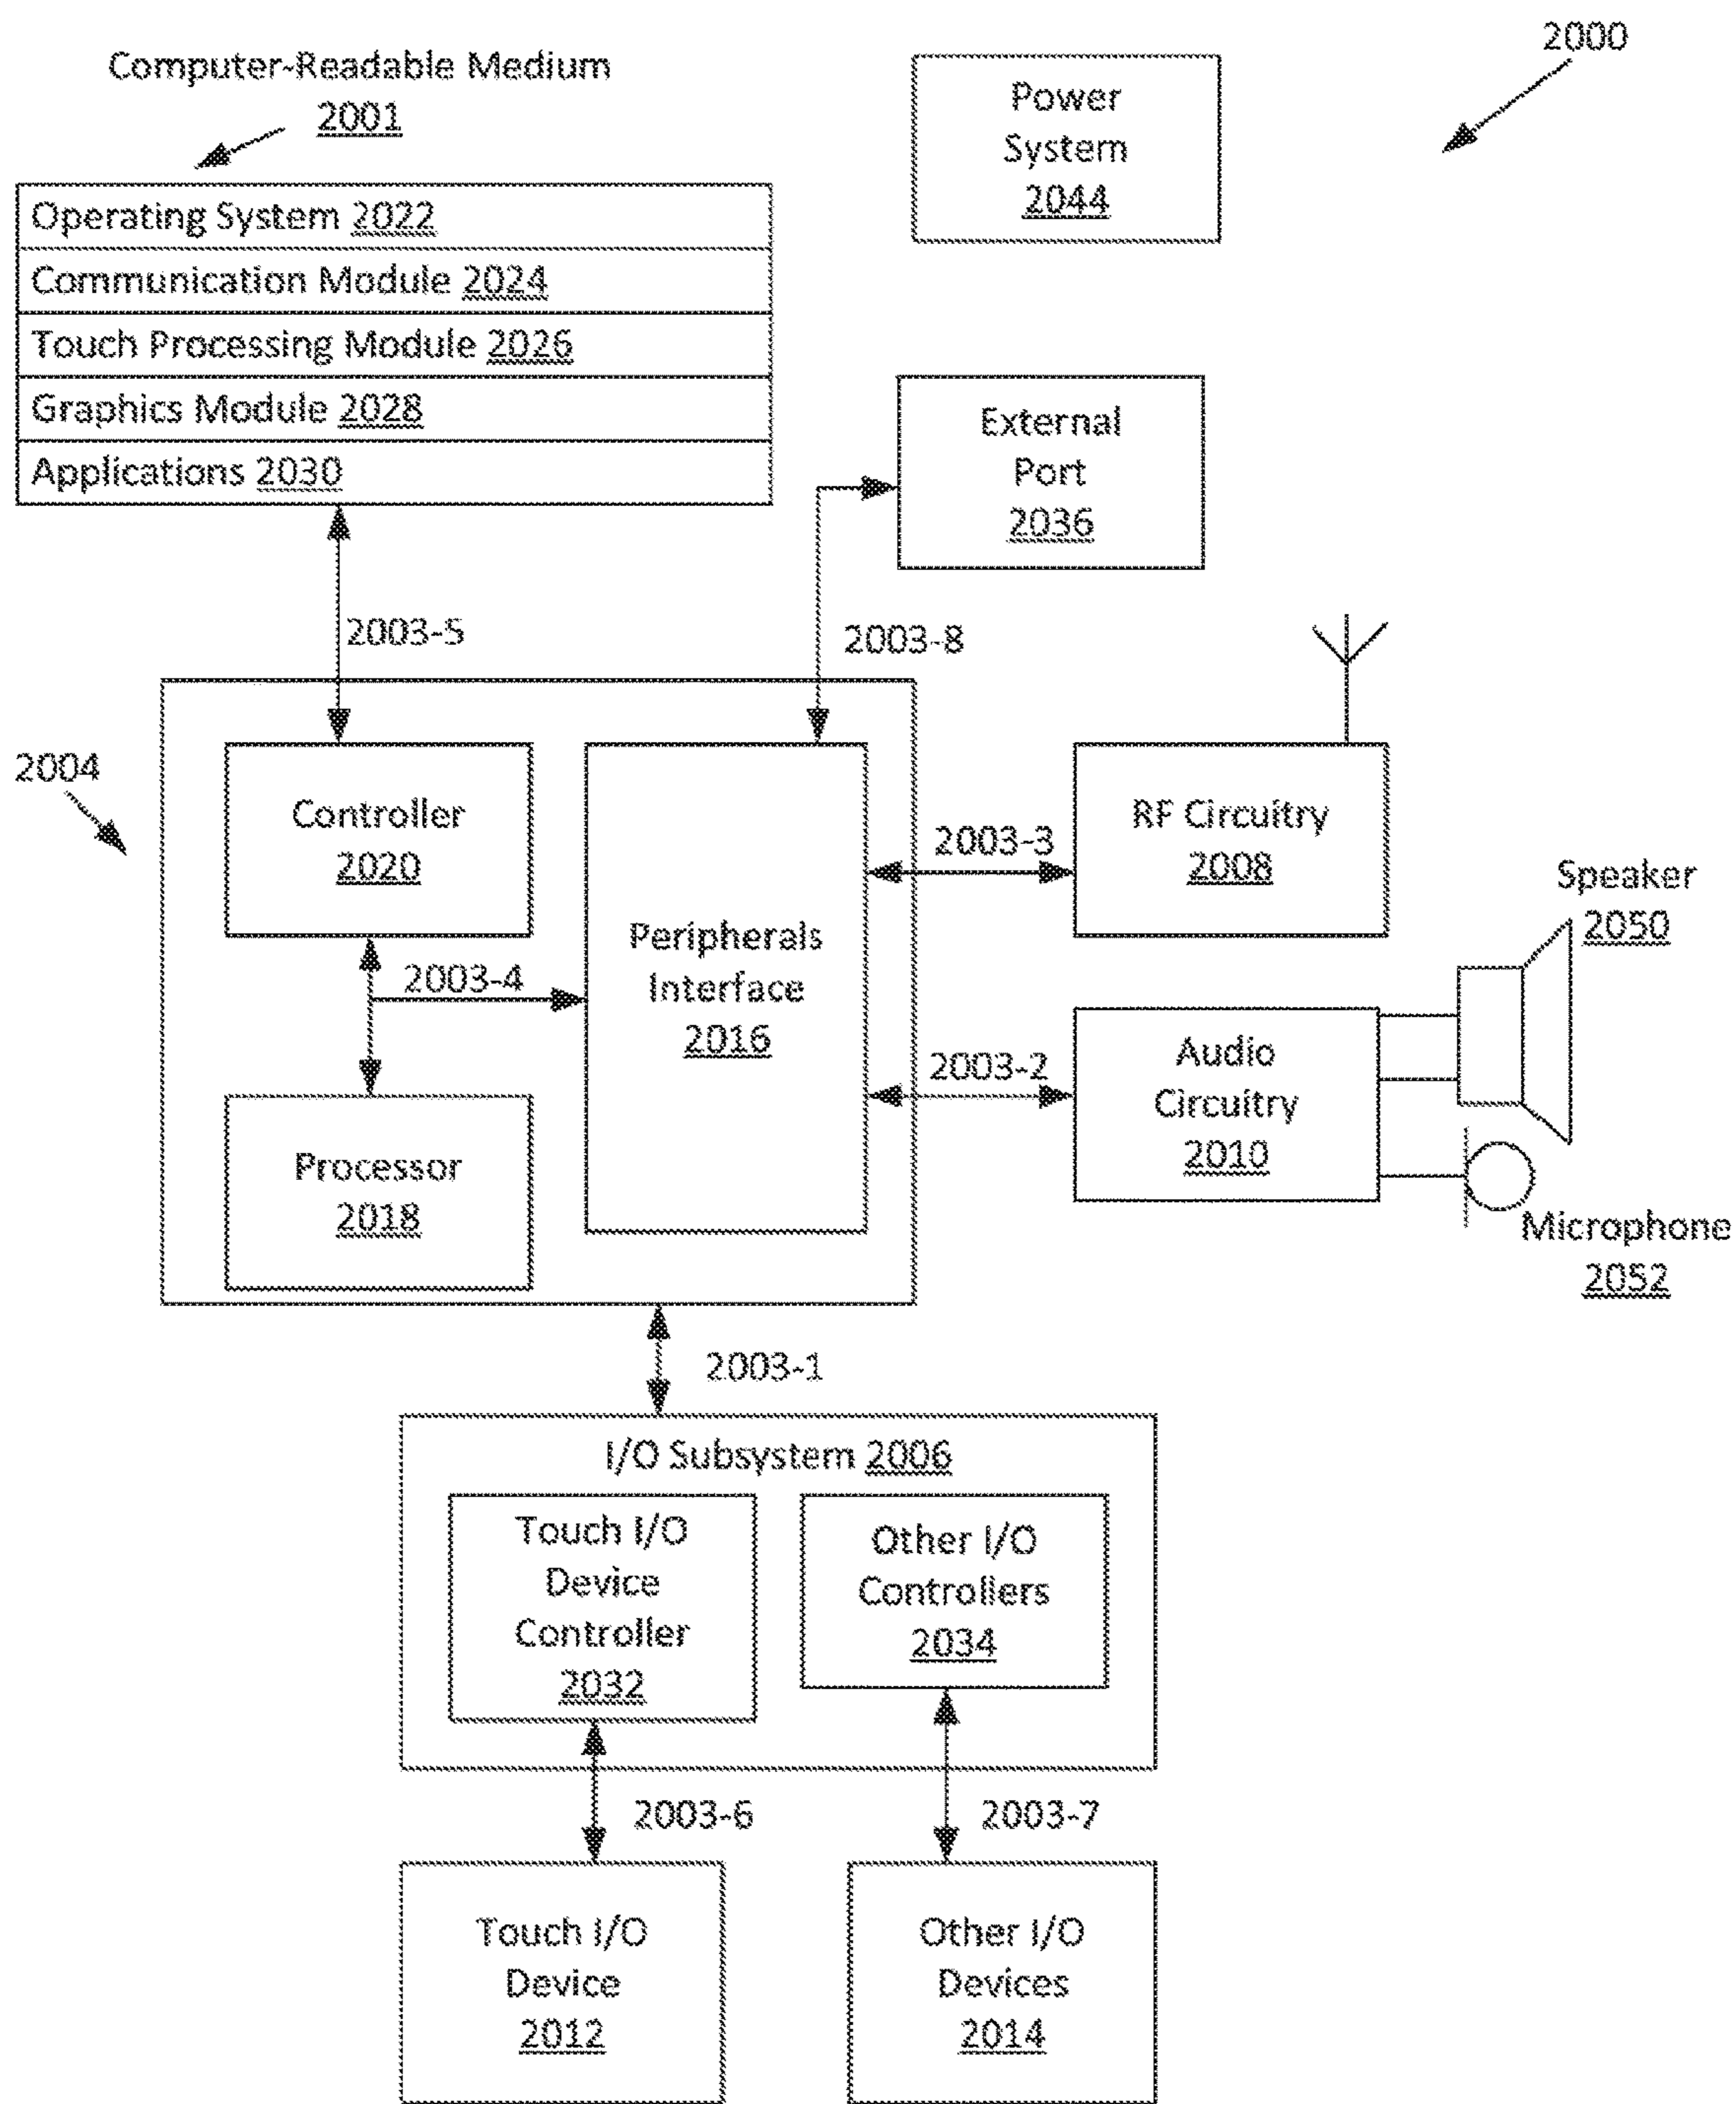 2000
Computer-Readable Medium
2001
Power
System
2044
Operating System 2022
Communication Module 2024
Touch Processing Module 2026
Graphics Module 2028
Applications 2030
External
Port
2036
2003-5
2003-8
2004
Controller
2020
RF Circuitry
2008
2003-3
Speaker
2050
Peripherals
Interface
2016
2003-4
2003-2
Audio
Circuitry
2010
Processor
2018
Microphone
2052
2003-1
I/O Subsystem 2006
Touch I/O
Device
Controller
2032
Other I/O
Controllers
2034
2003-6
2003-7
Touch I/O
Device
2012
Other I/O
Devices
2014